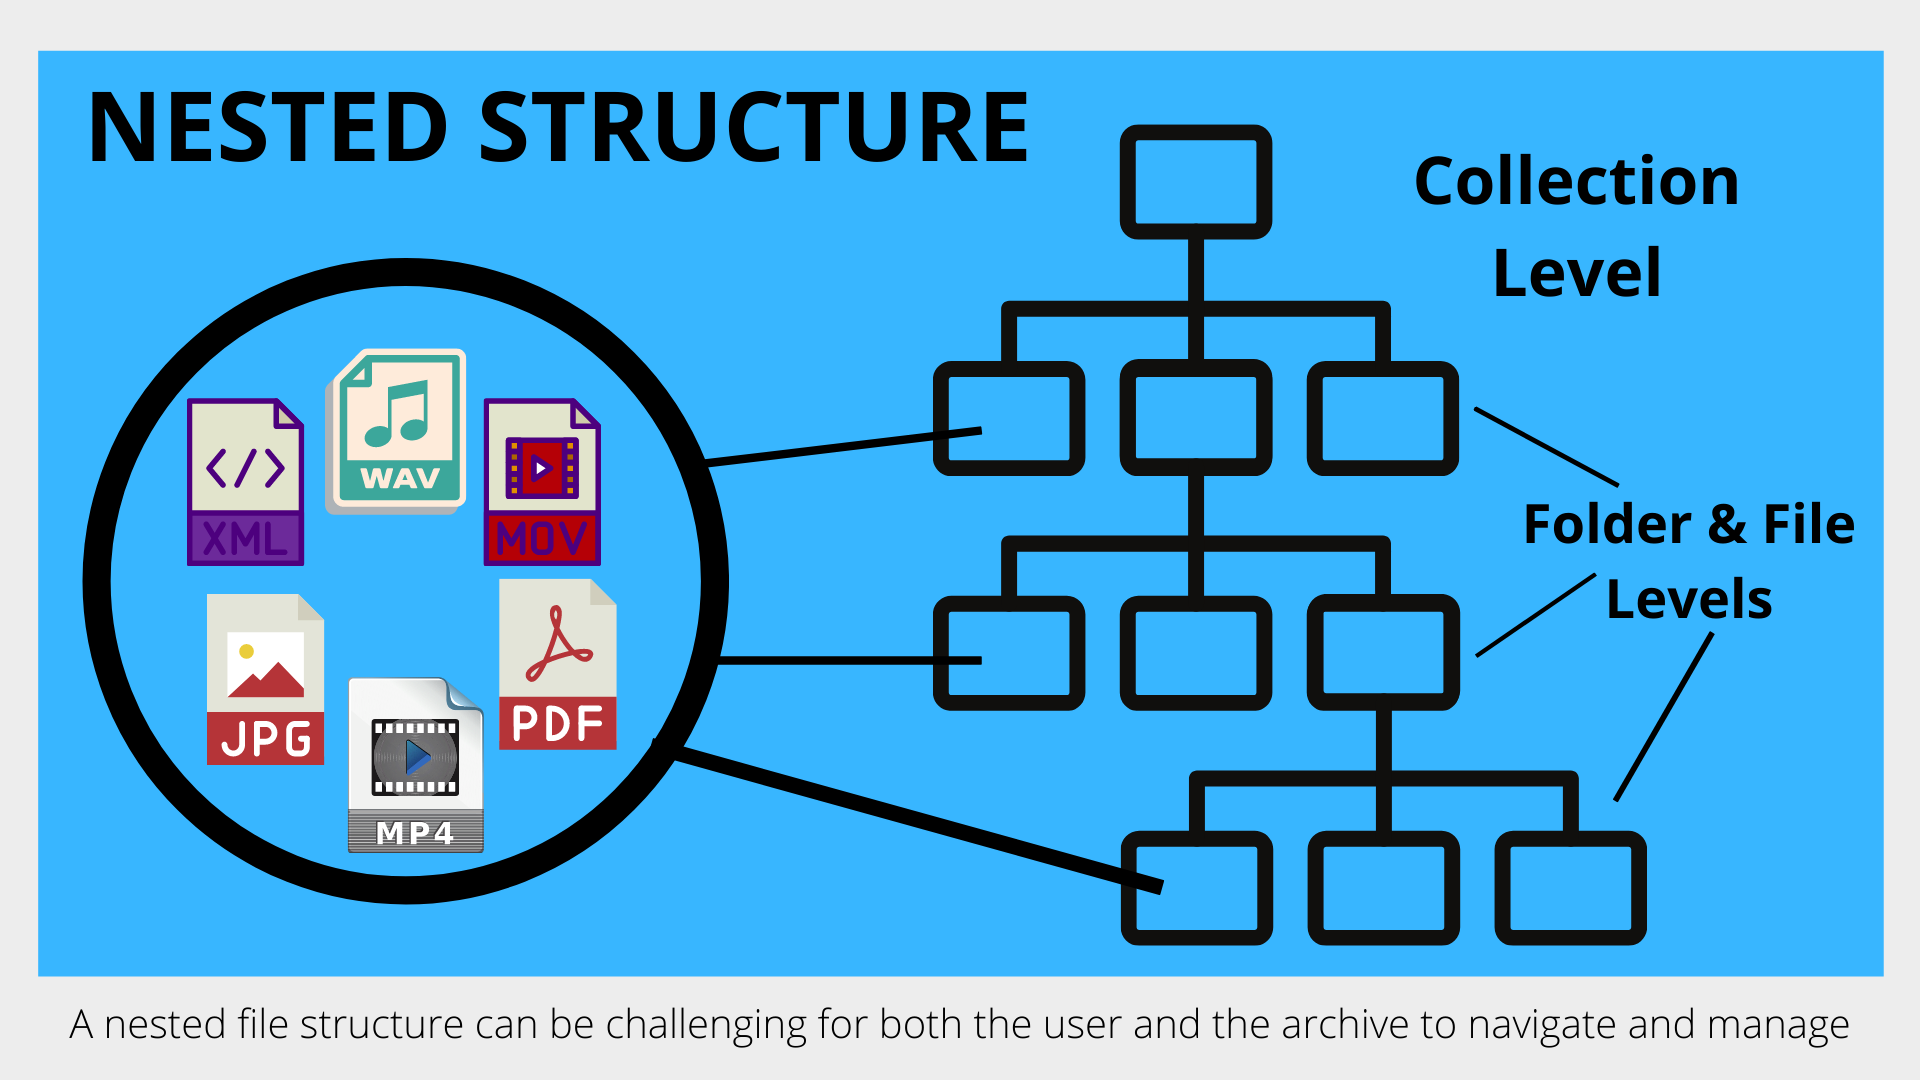 NESTED STRUCTURE
Collection
Level
WAV
XML
MOV
Folder & File
Levels
JPG
PDF
MP4
A nested file structure can be challenging for both the user and the archive to navigate and manage